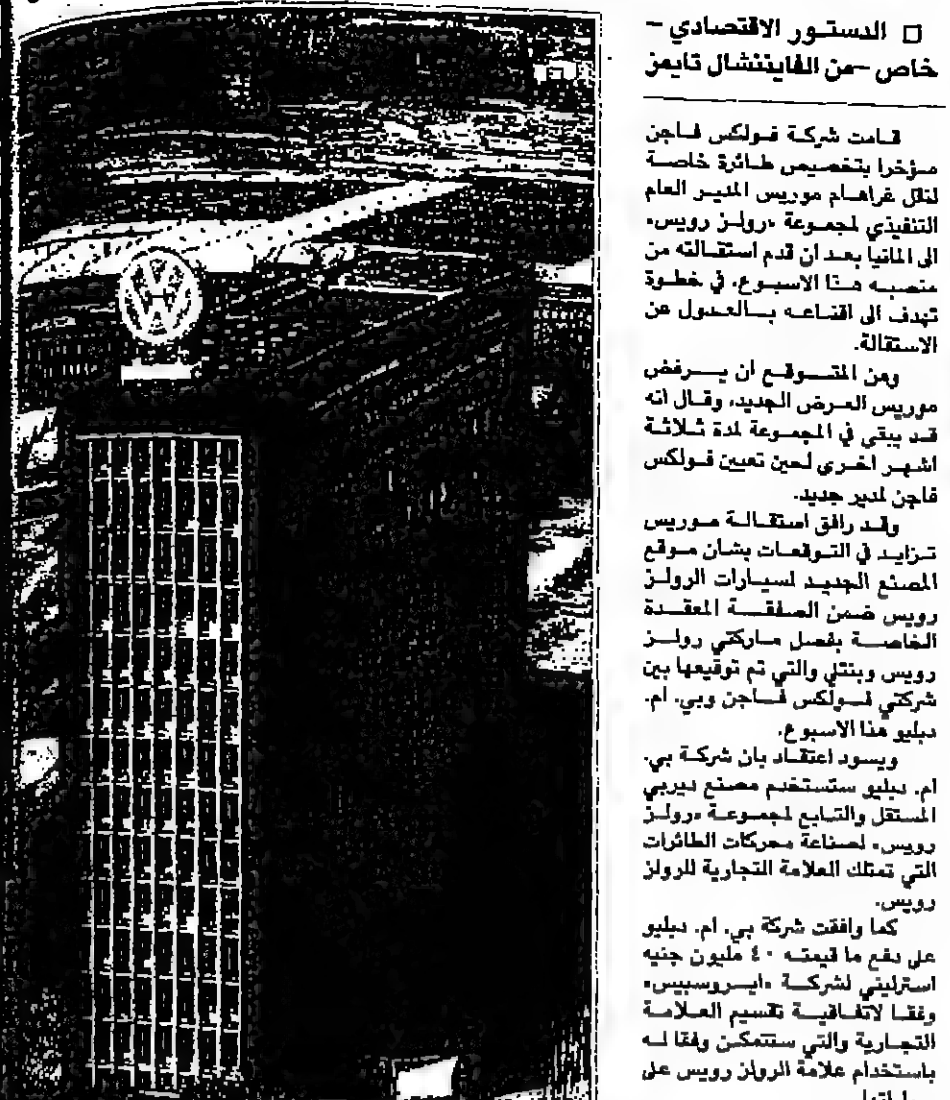 □ الدستور الاقتصادي -
خاص -من الفايننشال تايمز
قامت شركة فولكس فاجن
مؤخرا بتخصيص طائرة خاصة
لنقل غراهام موريس المدير العام
التنفيذي لمجموعة «رولز رويس»
الى المانيا بعد ان قدم استقالته من
منصبه هذا الاسبوع، في خطوة
تهدف الى اقناعه بالعدول عن
الاستقالة.
ومن المتوقع ان يرفض
موريس العرض الجديد، وقال انه
قد يبقى في المجموعة لمدة ثلاثة
اشهر اخرى لحين تعيين فولكس
فاجن لمدير جديد.
وقد رافق استقالة موريس
تزايد في التوقعات بشان موقع
المصنع الجديد لسيارات الرولز
رويس ضمن الصفقة المعقدة
الخاصة بفصل ماركتي رولز
رويس وبنتلي والتي تم توقيعها بين
شركتي فولكس فاجن وبي. ام.
دبليو هذا الاسبوع.
ويسود اعتقاد بان شركة بي.
ام. دبليو ستستخدم مصنع ديربي
المستقل والتابع لمجموعة «رولز
رويس» لصناعة محركات الطائرات
التي تمتلك العلامة التجارية للرولز
رويس.
كما وافقت شركة بي. ام. دبليو
على دفع ما قيمته ٤٠ مليون جنيه
استرليني لشركة «ايروسبيس»
وفقا لاتفاقية تقسيم العلامة
التجارية والتي ستتمكن وفقا له
باستخدام علامة الرولز رويس على